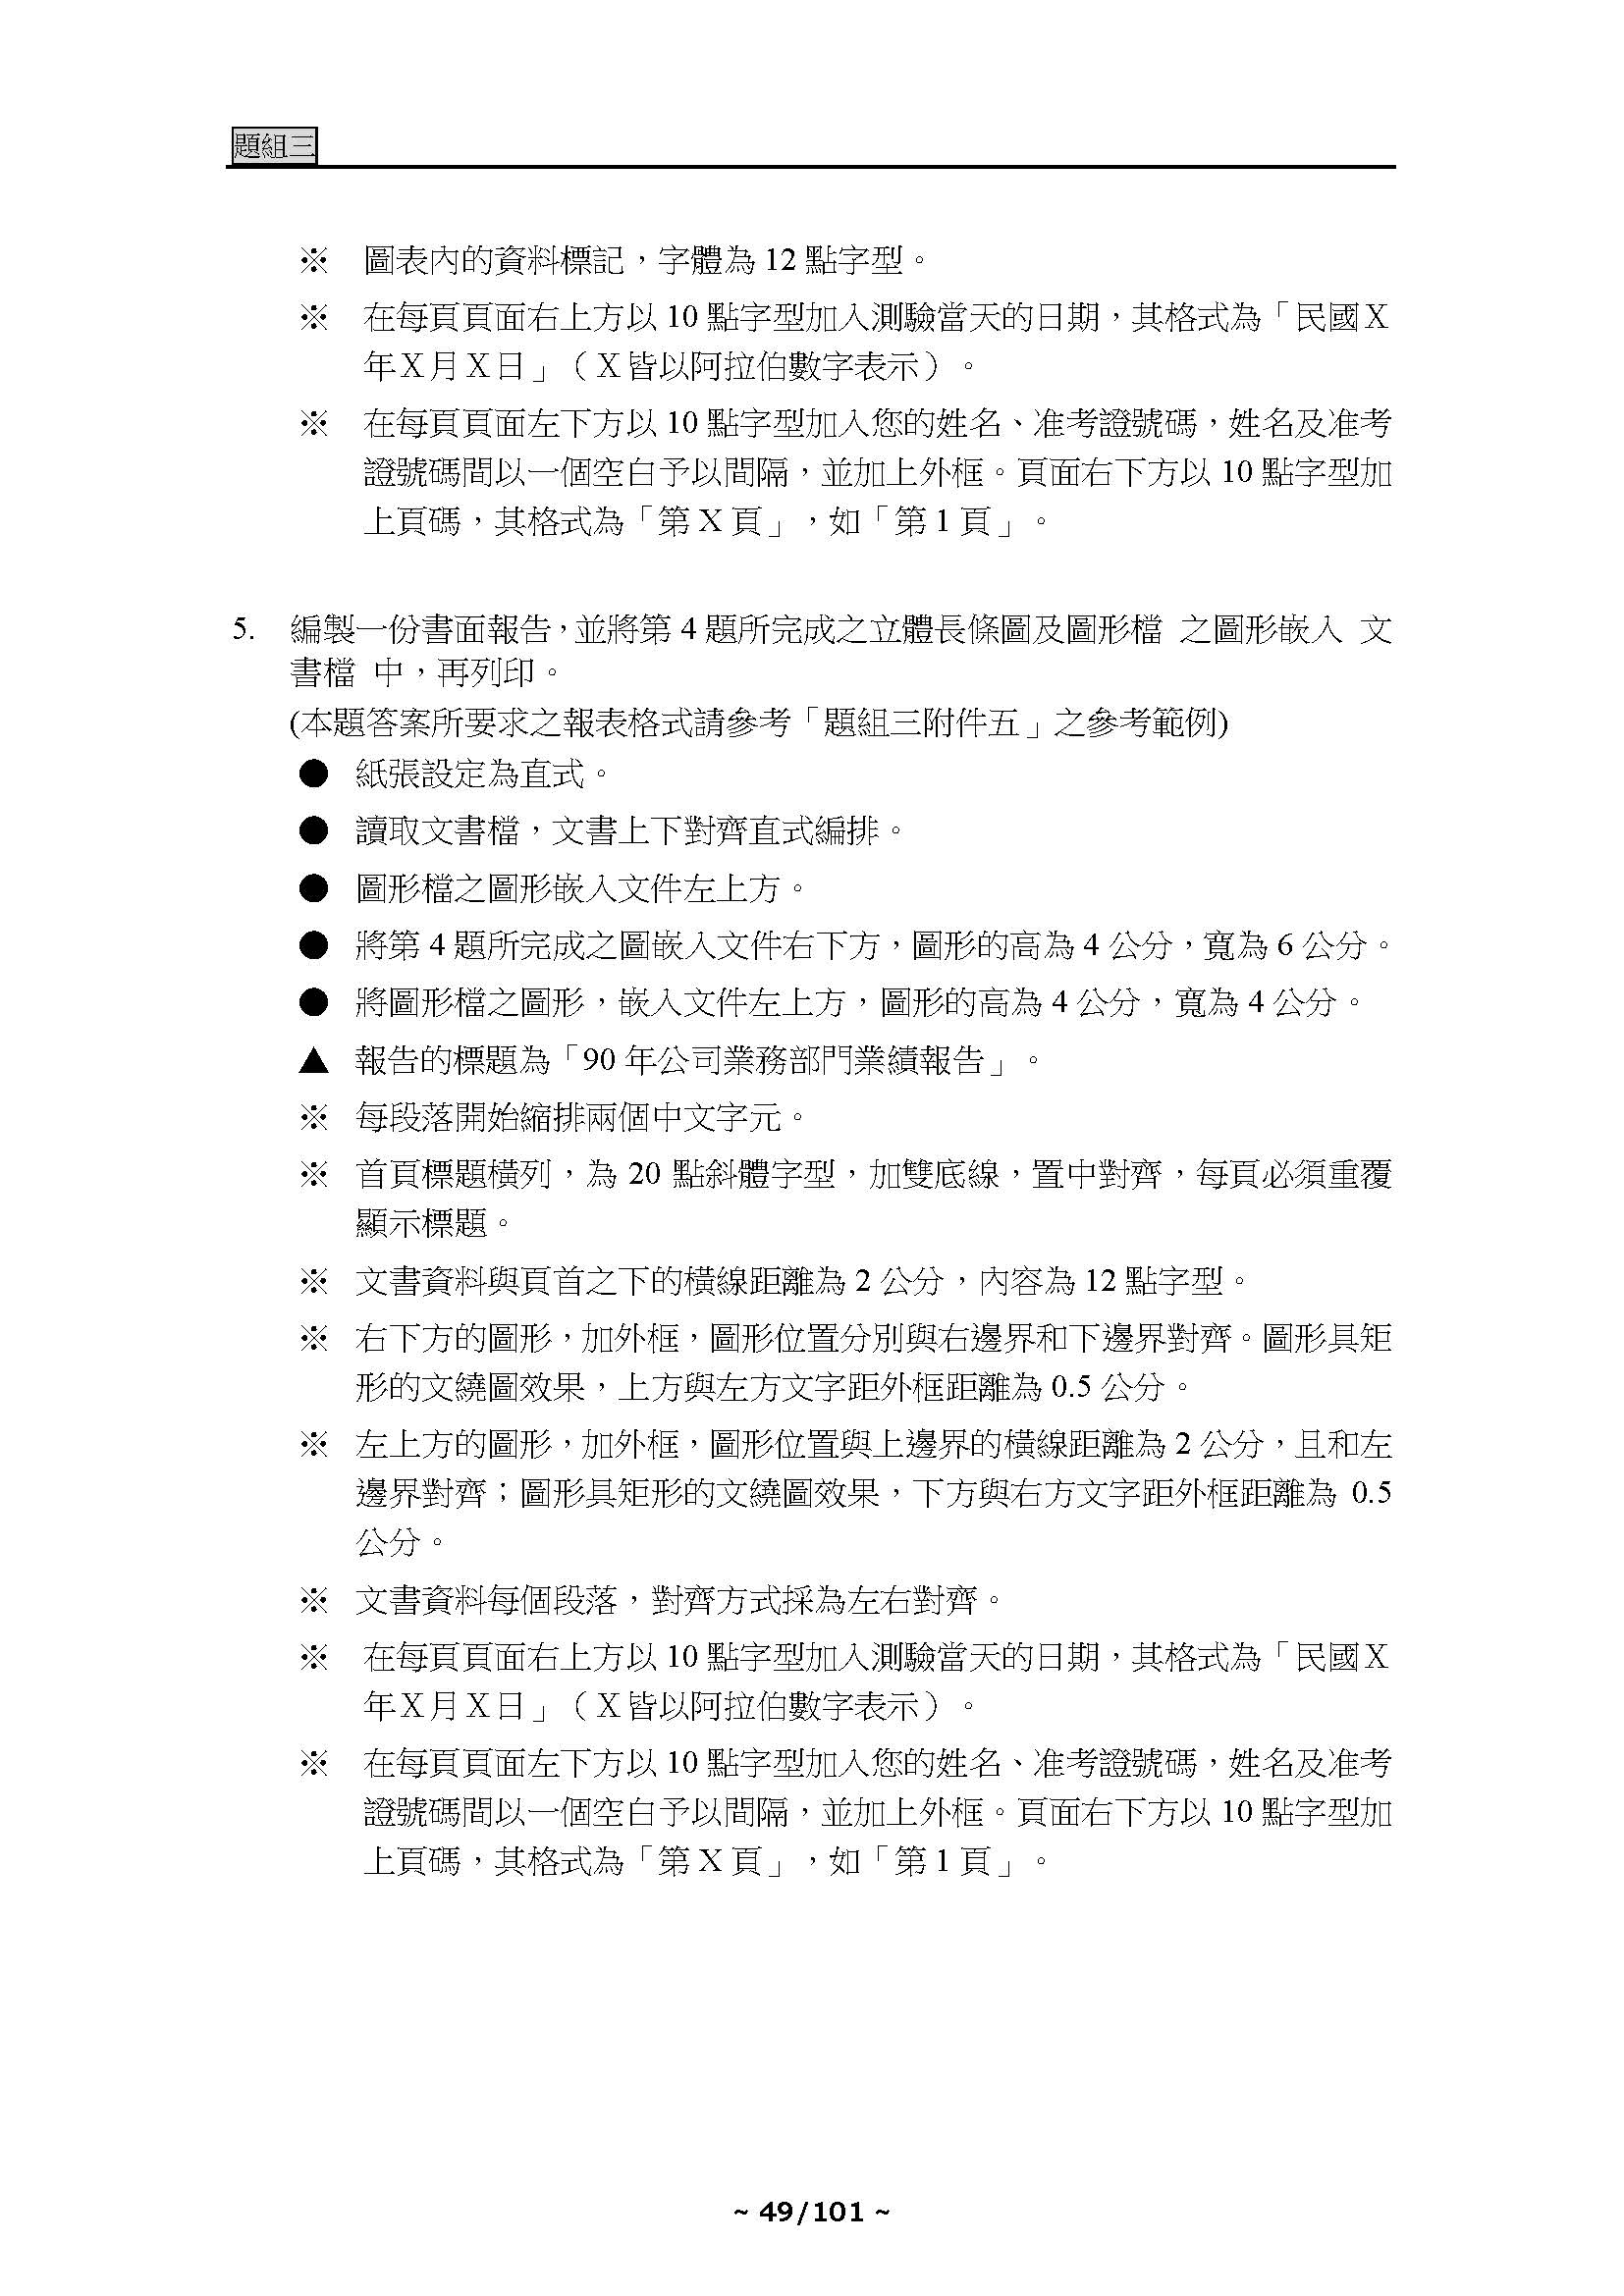 題組三
※ 圖表內的資料標記，字體為 12 點字型。
※ 在每頁頁面右上方以 10 點字型加入測驗當天的日期，其格式為「民國Ｘ
年Ｘ月Ｘ日」（Ｘ皆以阿拉伯數字表示）。
※ 在每頁頁面左下方以 10 點字型加入您的姓名、准考證號碼，姓名及准考
證號碼間以一個空白予以間隔，並加上外框。頁面右下方以 10 點字型加
上頁碼，其格式為「第 X 頁」，如「第 1 頁」。
5. 編製一份書面報告，並將第 4 題所完成之立體長條圖及圖形檔 之圖形嵌入 文
書檔 中，再列印。
(本題答案所要求之報表格式請參考「題組三附件五」之參考範例)
● 紙張設定為直式。
● 讀取文書檔，文書上下對齊直式編排。
● 圖形檔之圖形嵌入文件左上方。
● 將第 4 題所完成之圖嵌入文件右下方，圖形的高為 4 公分，寬為 6 公分。
● 將圖形檔之圖形，嵌入文件左上方，圖形的高為 4 公分，寬為 4 公分。
▲ 報告的標題為「90 年公司業務部門業績報告」。
※ 每段落開始縮排兩個中文字元。
※ 首頁標題橫列，為 20 點斜體字型，加雙底線，置中對齊，每頁必須重覆
顯示標題。
※ 文書資料與頁首之下的橫線距離為 2 公分，內容為 12 點字型。
※ 右下方的圖形，加外框，圖形位置分別與右邊界和下邊界對齊。圖形具矩
形的文繞圖效果，上方與左方文字距外框距離為 0.5 公分。
※ 左上方的圖形，加外框，圖形位置與上邊界的橫線距離為 2 公分，且和左
邊界對齊；圖形具矩形的文繞圖效果，下方與右方文字距外框距離為 0.5
公分。
※ 文書資料每個段落，對齊方式採為左右對齊。
※ 在每頁頁面右上方以 10 點字型加入測驗當天的日期，其格式為「民國Ｘ
年Ｘ月Ｘ日」（Ｘ皆以阿拉伯數字表示）。
※ 在每頁頁面左下方以 10 點字型加入您的姓名、准考證號碼，姓名及准考
證號碼間以一個空白予以間隔，並加上外框。頁面右下方以 10 點字型加
上頁碼，其格式為「第 X 頁」，如「第 1 頁」。
~ 49/101 ~